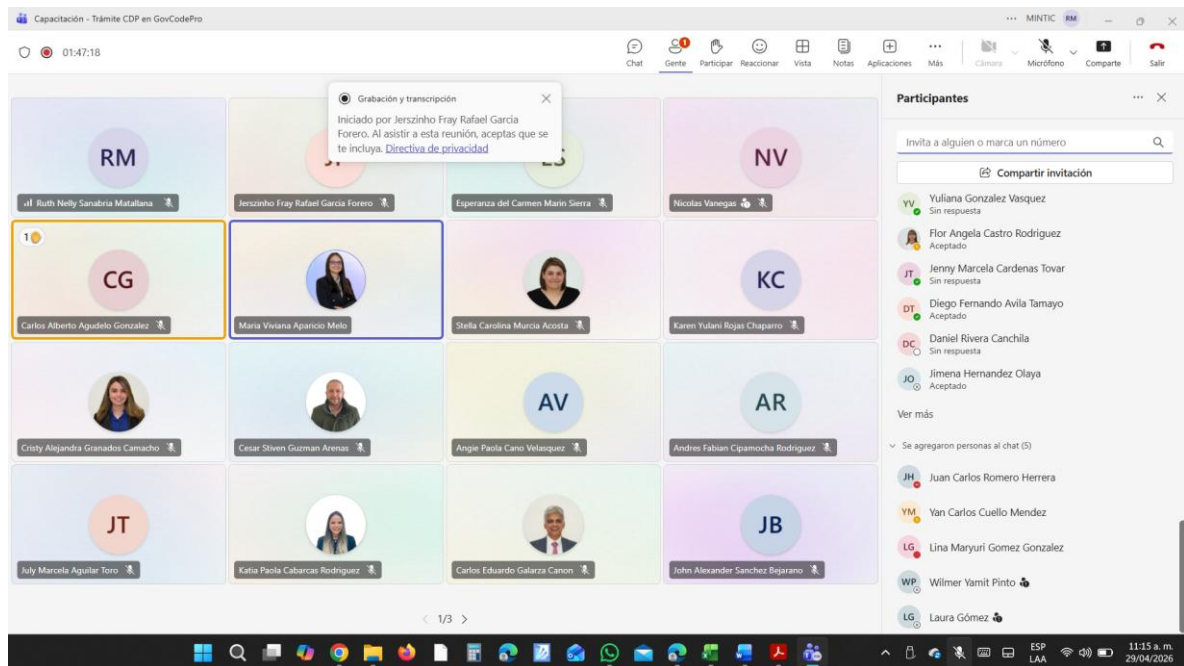 Capacitación - Trámite CDP en GovCodePro
MINTIC
RM
01:47:18
Chat
Gente
1
Participar
Reaccionar
Vista
Notas
Aplicaciones
Más
Cámara
Micrófono
Comparte
Salir
Grabación y transcripción
Iniciado por Jerszinho Fray Rafael Garcia
Forero. Al asistir a esta reunión, aceptas que se
te incluya. Directiva de privacidad
RM
Ruth Nelly Sanabria Matallana
Jerszinho Fray Rafael Garcia Forero
Esperanza del Carmen Marin Sierra
NV
Nicolas Vanegas
1
CG
Carlos Alberto Agudelo Gonzalez
Maria Viviana Aparicio Melo
Stella Carolina Murcia Acosta
KC
Karen Yulani Rojas Chaparro
Cristy Alejandra Granados Camacho
Cesar Stiven Guzman Arenas
AV
Angie Paola Cano Velasquez
AR
Andres Fabian Cipamocha Rodriguez
JT
July Marcela Aguilar Toro
Katia Paola Cabarcas Rodriguez
Carlos Eduardo Galarza Canon
JB
John Alexander Sanchez Bejarano
1/3
Participantes
Invita a alguien o marca un número
Compartir invitación
YV
Yuliana Gonzalez Vasquez
Sin respuesta
Flor Angela Castro Rodriguez
Aceptado
JT
Jenny Marcela Cardenas Tovar
Sin respuesta
DT
Diego Fernando Avila Tamayo
Aceptado
DC
Daniel Rivera Canchila
Sin respuesta
JO
Jimena Hernandez Olaya
Aceptado
Ver más
Se agregaron personas al chat (5)
JH
Juan Carlos Romero Herrera
YM
Yan Carlos Cuello Mendez
LG
Lina Maryuri Gomez Gonzalez
WP
Wilmer Yamit Pinto
LG
Laura Gómez
ESP
LAA
11:15 a. m.
29/04/2026